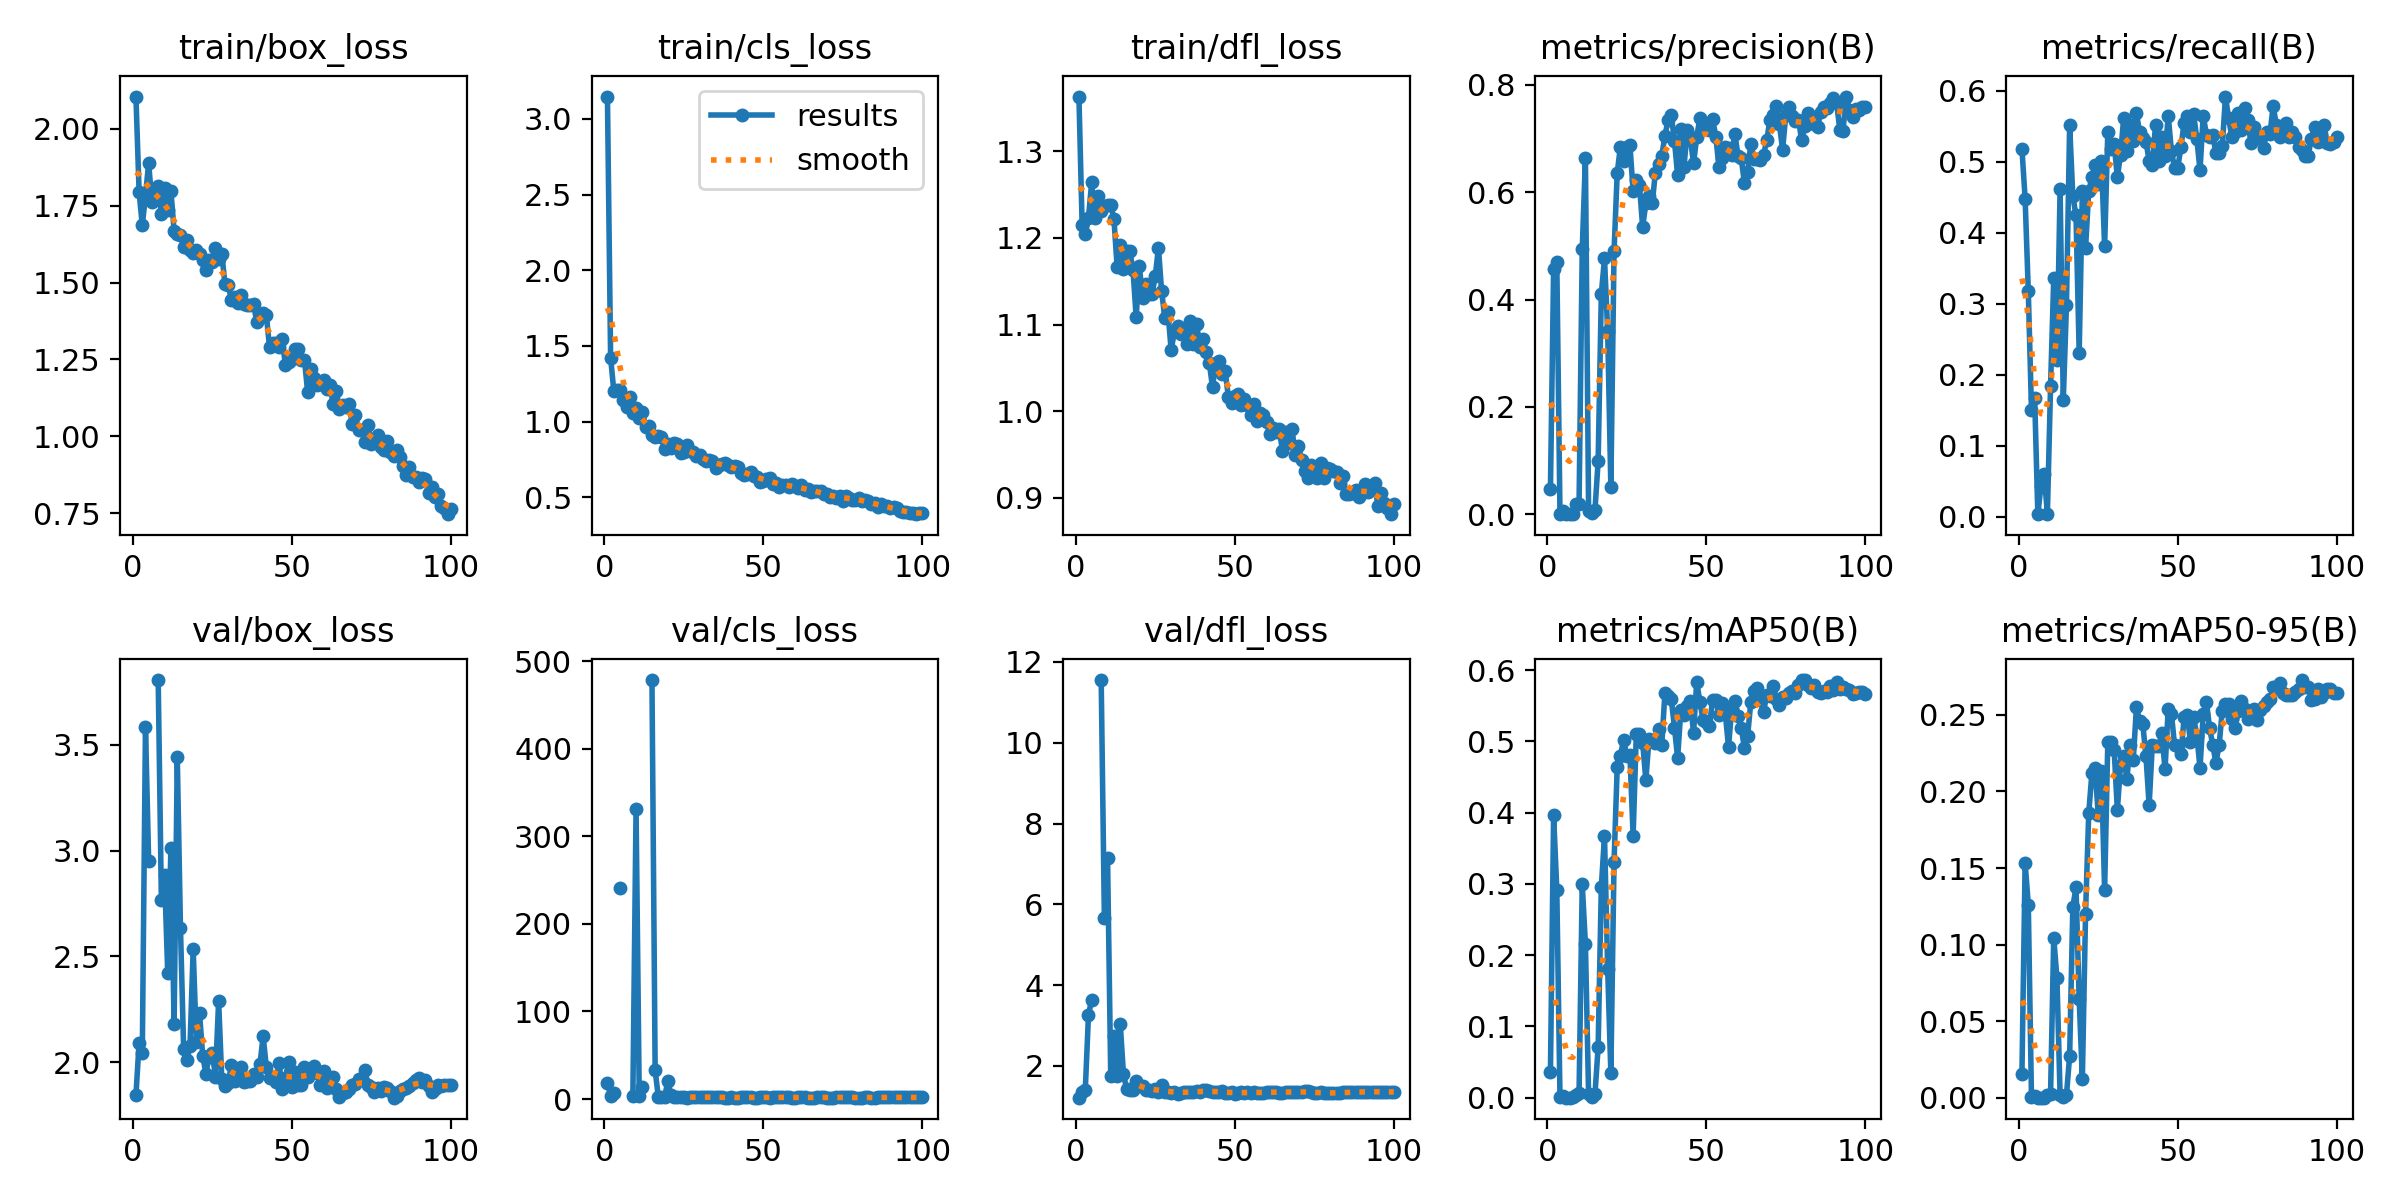 train/box_loss
train/cls_loss
train/dfl_loss
metrics/precision(B)
metrics/recall(B)
2.00
1.75
1.50
1.25
1.00
0.75
0 50 100
results
smooth
3.0
2.5
2.0
1.5
1.0
0.5
0 50 100
1.3
1.2
1.1
1.0
0.9
0 50 100
0.8
0.6
0.4
0.2
0.0
0 50 100
0.6
0.5
0.4
0.3
0.2
0.1
0.0
0 50 100
val/box_loss
val/cls_loss
val/dfl_loss
metrics/mAP50(B)
metrics/mAP50-95(B)
3.5
3.0
2.5
2.0
0 50 100
500
400
300
200
100
0
0 50 100
12
10
8
6
4
2
0 50 100
0.6
0.5
0.4
0.3
0.2
0.1
0.0
0 50 100
0.25
0.20
0.15
0.10
0.05
0.00
0 50 100